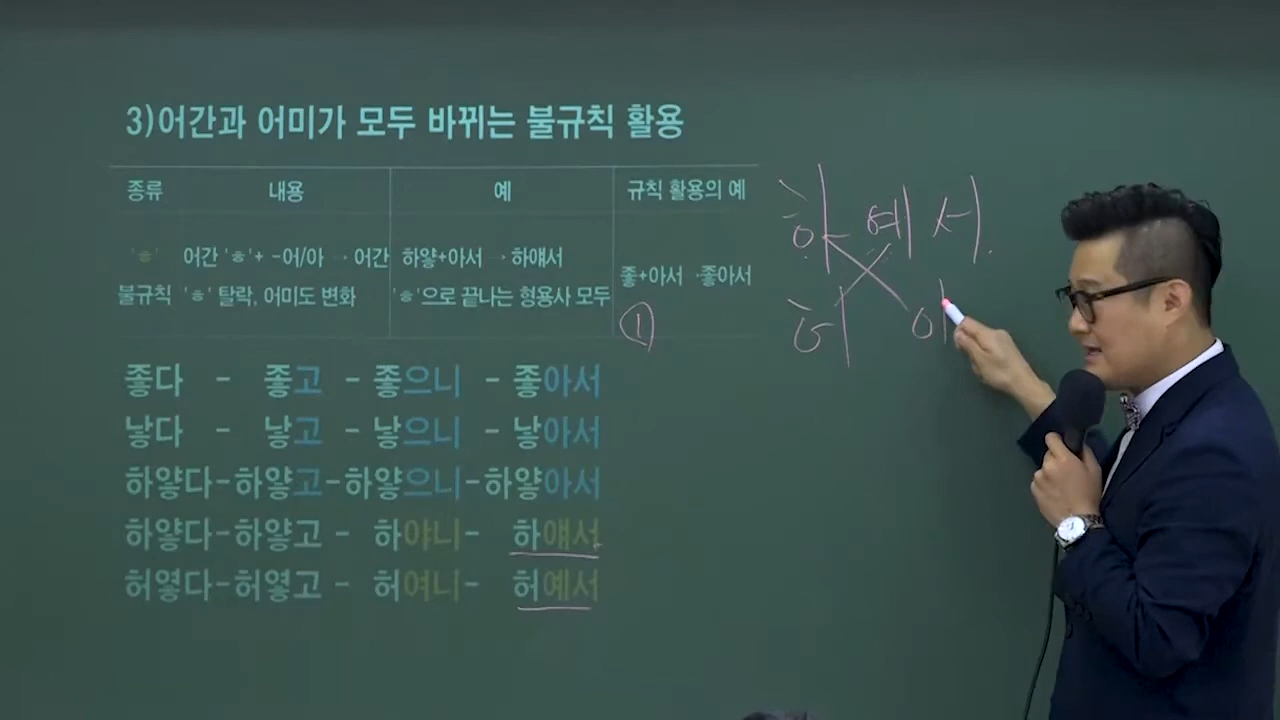 3)어간과 어미가 모두 바뀌는 불규칙 활용
종류 내용 예 규칙 활용의 예
'ㅎ' 어간 'ㅎ'+ -어/아 → 어간 하얗+아서 → 하얘서
좋+아서 →좋아서
불규칙 'ㅎ' 탈락, 어미도 변화 'ㅎ'으로 끝나는 형용사 모두
①
좋다 - 좋고 - 좋으니 - 좋아서
낳다 - 낳고 - 낳으니 - 낳아서
하얗다-하얗고-하얗으니-하얗아서
하얗다-하얗고 - 하야니- 하얘서
허옇다-허옇고 - 허여니- 허예서
하예서
허